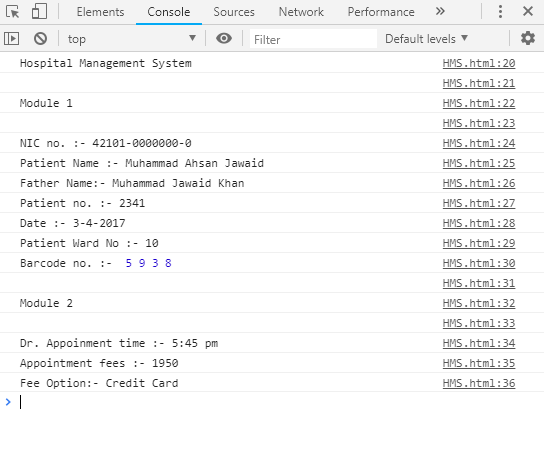 Elements Console Sources Network Performance »
top Filter Default levels
Hospital Management System HMS.html:20
HMS.html:21
Module 1 HMS.html:22
HMS.html:23
NIC no. :- 42101-0000000-0 HMS.html:24
Patient Name :- Muhammad Ahsan Jawaid HMS.html:25
Father Name:- Muhammad Jawaid Khan HMS.html:26
Patient no. :- 2341 HMS.html:27
Date :- 3-4-2017 HMS.html:28
Patient Ward No :- 10 HMS.html:29
Barcode no. :- 5 9 3 8 HMS.html:30
HMS.html:31
Module 2 HMS.html:32
HMS.html:33
Dr. Appoinment time :- 5:45 pm HMS.html:34
Appointment fees :- 1950 HMS.html:35
Fee Option:- Credit Card HMS.html:36